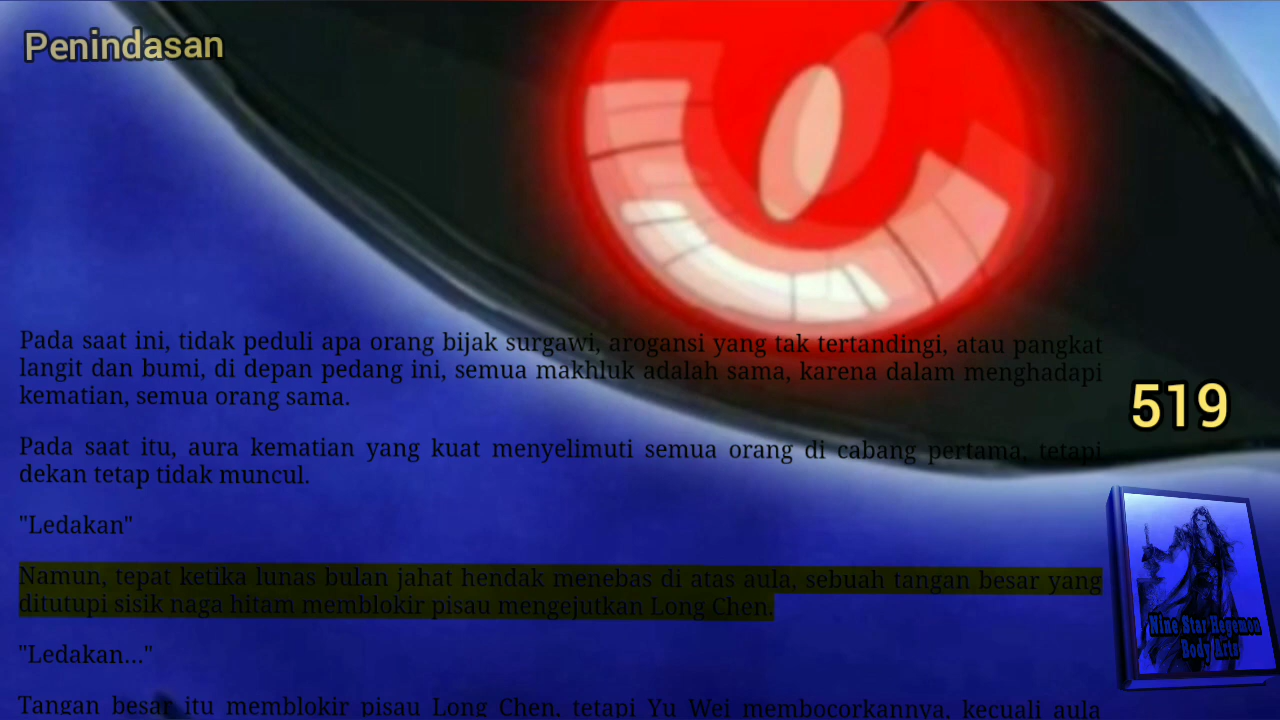 Penindasan
Pada saat ini, tidak peduli apa orang bijak surgawi, arogansi yang tak tertandingi, atau pangkat
langit dan bumi, di depan pedang ini, semua makhluk adalah sama, karena dalam menghadapi
kematian, semua orang sama.
519
Pada saat itu, aura kematian yang kuat menyelimuti semua orang di cabang pertama, tetapi
dekan tetap tidak muncul.
"Ledakan"
Namun, tepat ketika lunas bulan jahat hendak menebas di atas aula, sebuah tangan besar yang
ditutupi sisik naga hitam memblokir pisau mengejutkan Long Chen.
Nine Star Hegemon
Body Arts
"Ledakan..."
Tangan besar itu memblokir pisau Long Chen, tetapi Yu Wei membocorkannya, kecuali aula